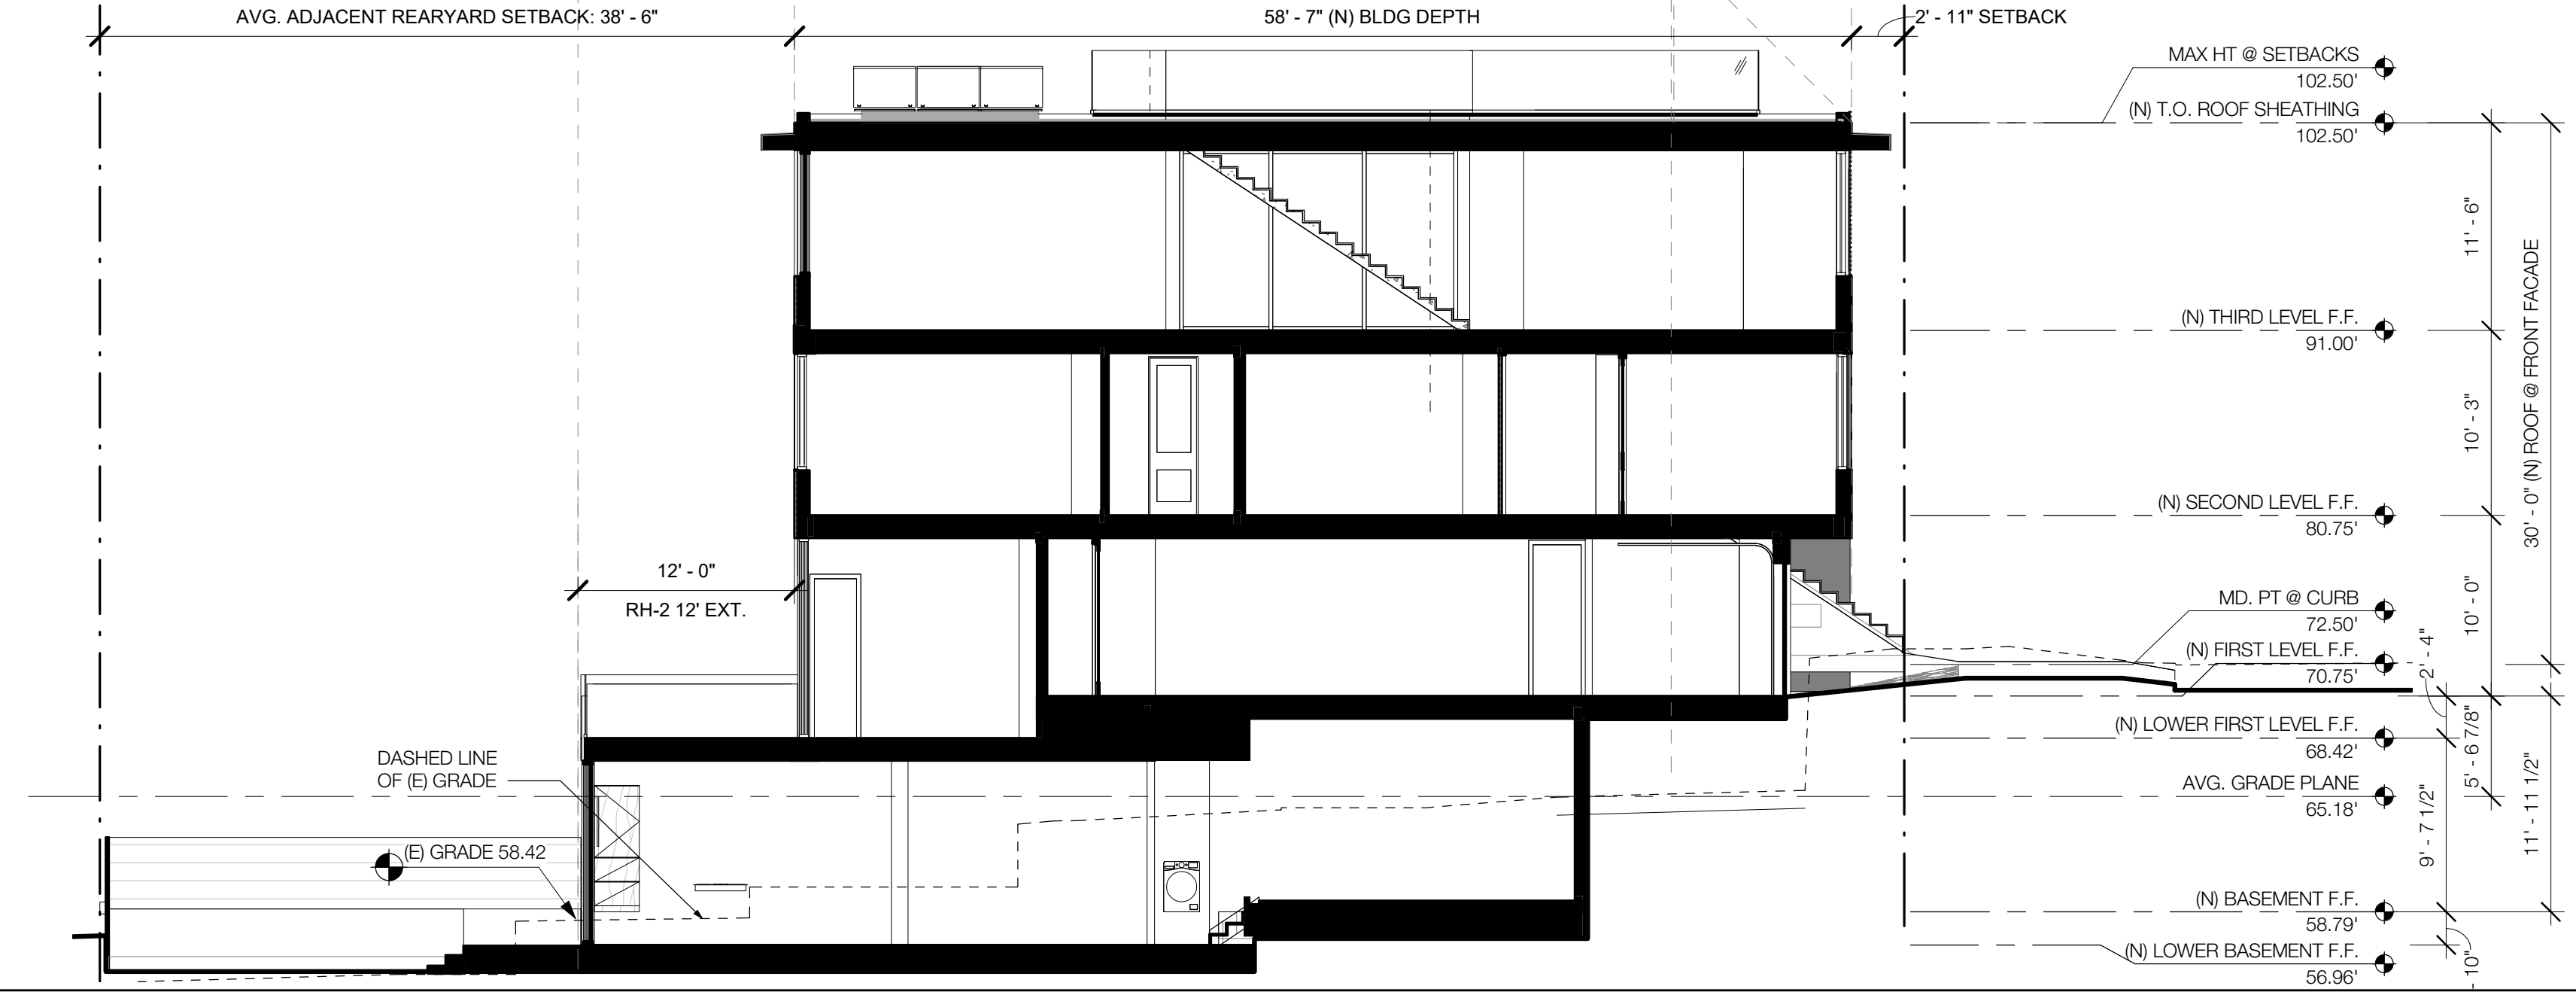 AVG. ADJACENT REARYARD SETBACK: 38' - 6"
58' - 7" (N) BLDG DEPTH
2' - 11" SETBACK
MAX HT @ SETBACKS
102.50'
(N) T.O. ROOF SHEATHING
102.50'
11' - 6"
30' - 0" (N) ROOF @ FRONT FACADE
(N) THIRD LEVEL F.F.
91.00'
10' - 3"
(N) SECOND LEVEL F.F.
80.75'
12' - 0"
RH-2 12' EXT.
10' - 0"
MD. PT @ CURB
72.50'
(N) FIRST LEVEL F.F.
70.75'
2' - 4"
(N) LOWER FIRST LEVEL F.F.
68.42'
5' - 6 7/8"
DASHED LINE
OF (E) GRADE
AVG. GRADE PLANE
65.18'
9' - 7 1/2"
11' - 11 1/2"
(E) GRADE 58.42
(N) BASEMENT F.F.
58.79'
(N) LOWER BASEMENT F.F.
56.96'
10"